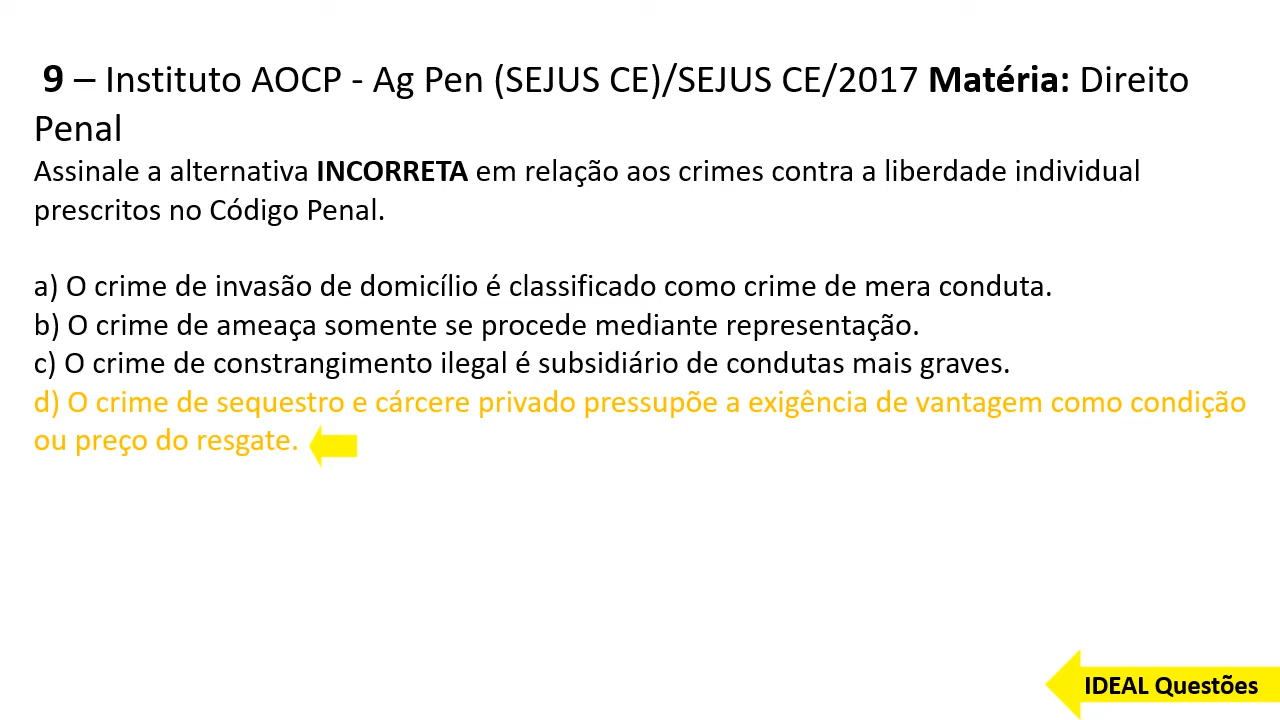 9 – Instituto AOCP - Ag Pen (SEJUS CE)/SEJUS CE/2017 Matéria: Direito
Penal
Assinale a alternativa INCORRETA em relação aos crimes contra a liberdade individual
prescritos no Código Penal.
a) O crime de invasão de domicílio é classificado como crime de mera conduta.
b) O crime de ameaça somente se procede mediante representação.
c) O crime de constrangimento ilegal é subsidiário de condutas mais graves.
d) O crime de sequestro e cárcere privado pressupõe a exigência de vantagem como condição
ou preço do resgate.
IDEAL Questões